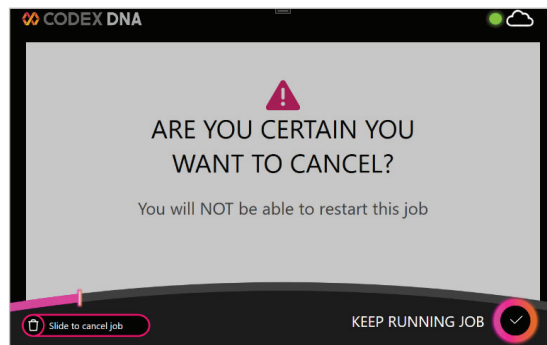 CODEX DNA
ARE YOU CERTAIN YOU
WANT TO CANCEL?
You will NOT be able to restart this job
Slide to cancel job
KEEP RUNNING JOB